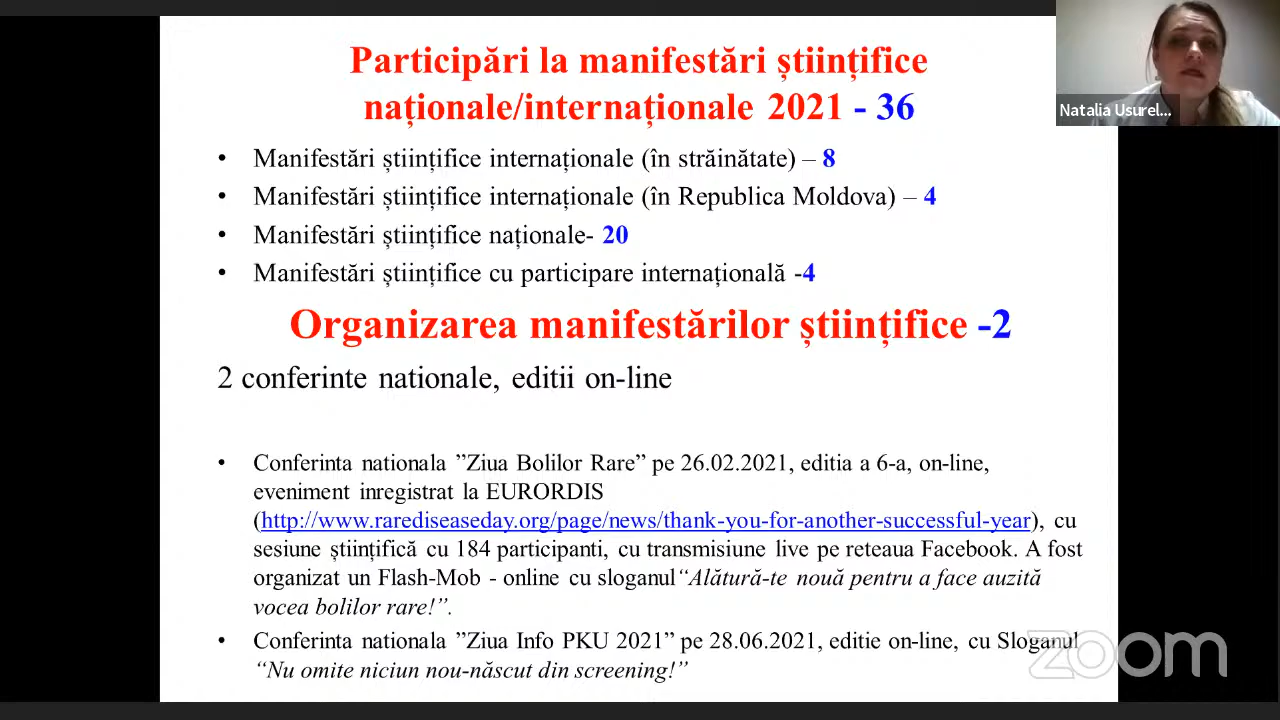 Participări la manifestări științifice
naționale/internaționale 2021 - 36
Natalia Usurel...
• Manifestări științifice internaționale (în străinătate) – 8
• Manifestări științifice internaționale (în Republica Moldova) – 4
• Manifestări științifice naționale- 20
• Manifestări științifice cu participare internațională -4
Organizarea manifestărilor științifice -2
2 conferinte nationale, editii on-line
• Conferinta nationala ”Ziua Bolilor Rare” pe 26.02.2021, editia a 6-a, on-line,
eveniment inregistrat la EURORDIS
(http://www.rarediseaseday.org/page/news/thank-you-for-another-successful-year), cu
sesiune științifică cu 184 participanti, cu transmisiune live pe reteaua Facebook. A fost
organizat un Flash-Mob - online cu sloganul“Alătură-te nouă pentru a face auzită
vocea bolilor rare!”.
• Conferinta nationala ”Ziua Info PKU 2021” pe 28.06.2021, editie on-line, cu Sloganul
“Nu omite niciun nou-născut din screening!”
zoom